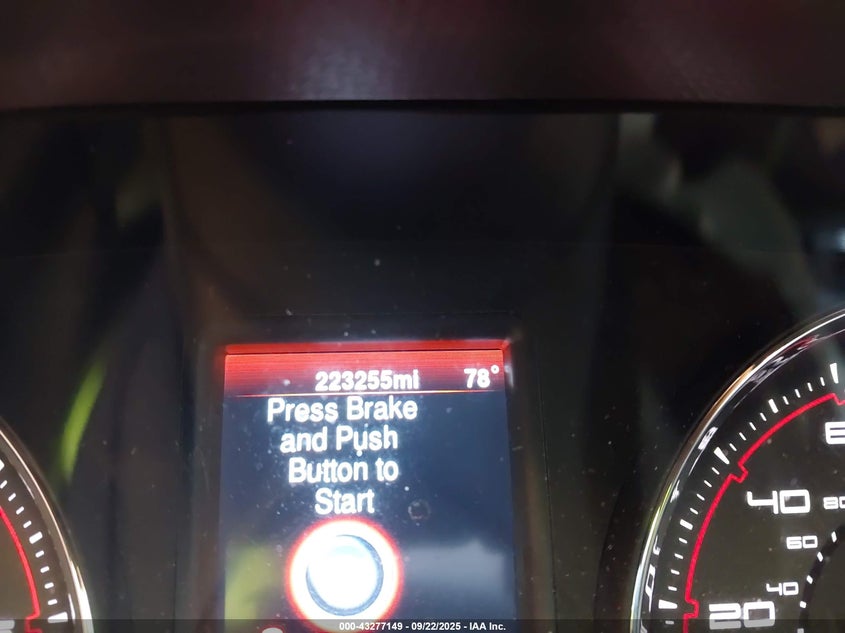 223255mi 78°
Press Brake
and Push
Button to
Start
40
80
60
40
20
000-43277149 - 09/22/2025 - IAA Inc.